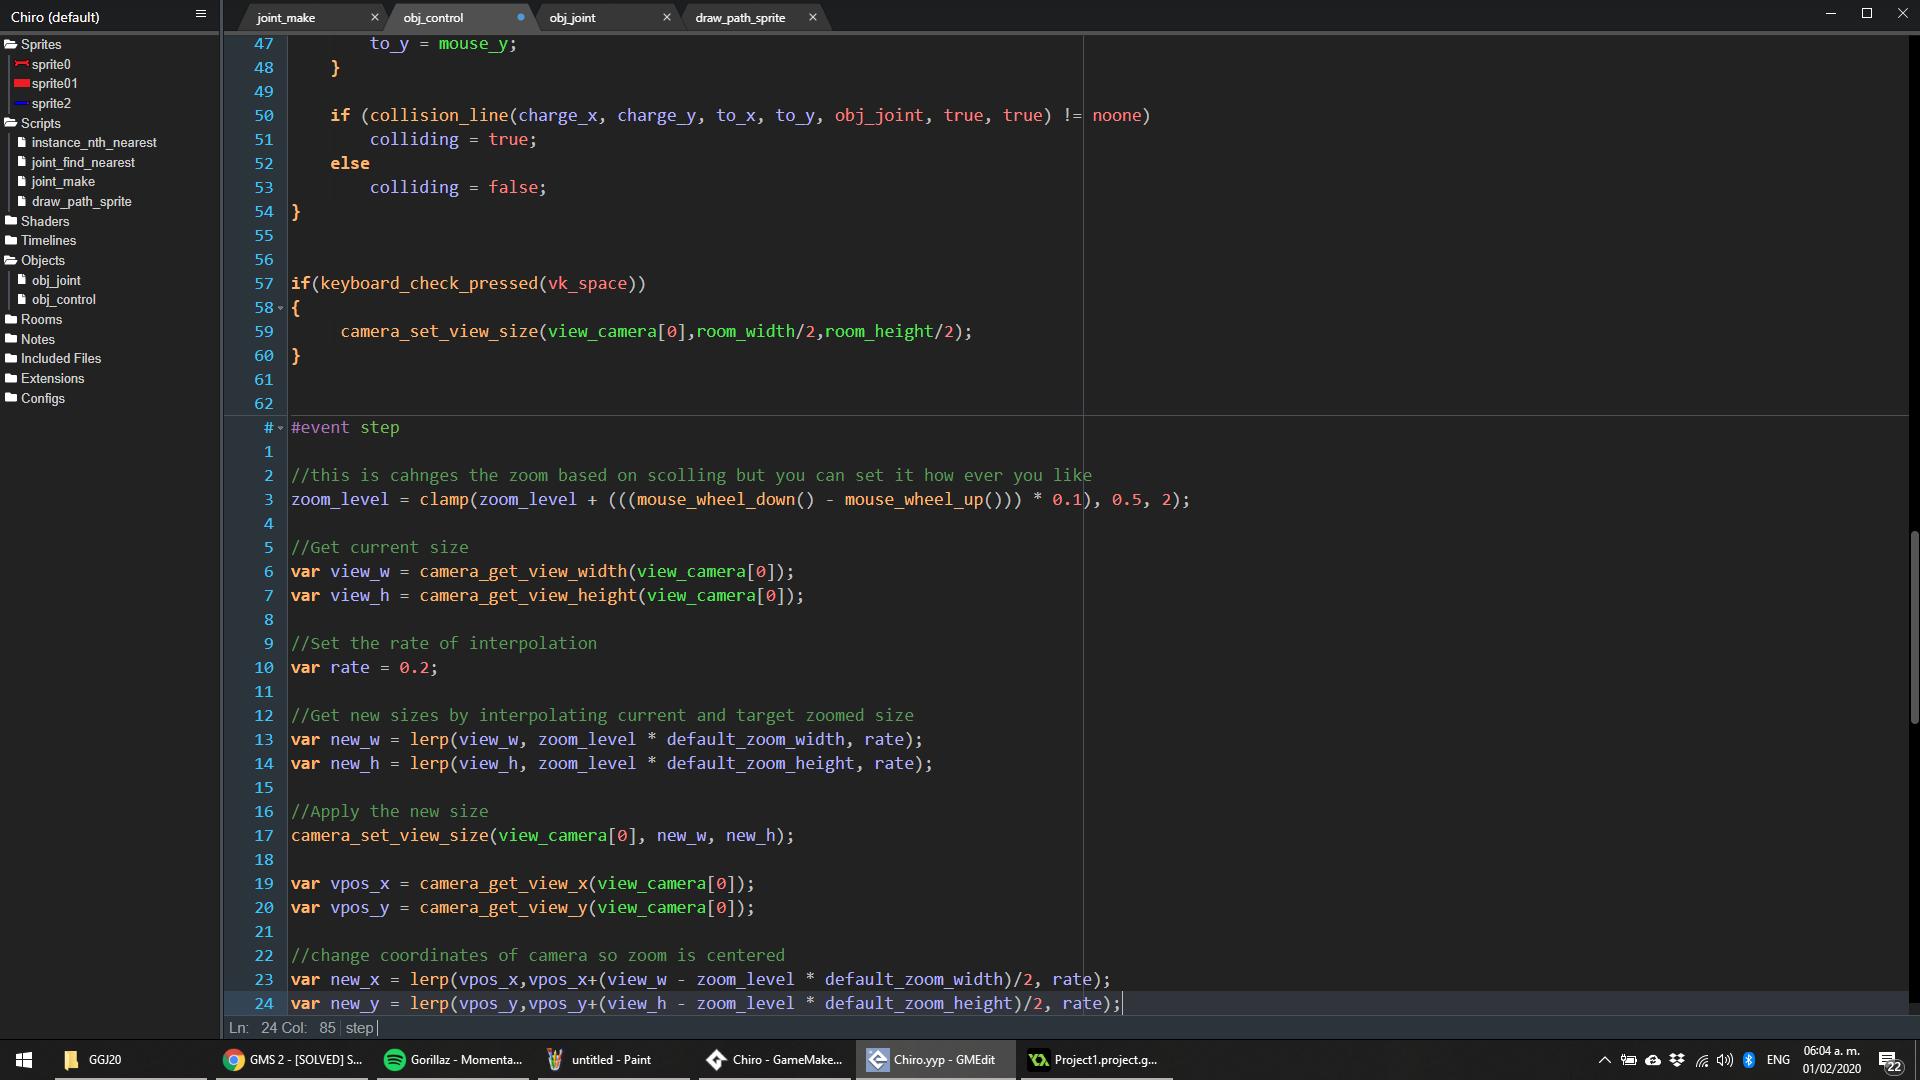 Chiro (default)
joint_make
obj_control
obj_joint
draw_path_sprite
Sprites
sprite0
sprite01
sprite2
Scripts
instance_nth_nearest
joint_find_nearest
joint_make
draw_path_sprite
Shaders
Timelines
Objects
obj_joint
obj_control
Rooms
Notes
Included Files
Extensions
Configs
47 to_y = mouse_y;
48 }
49
50 if (collision_line(charge_x, charge_y, to_x, to_y, obj_joint, true, true) != noone)
51 colliding = true;
52 else
53 colliding = false;
54 }
55
56
57 if(keyboard_check_pressed(vk_space))
58 {
59 camera_set_view_size(view_camera[0],room_width/2,room_height/2);
60 }
61
62
# #event step
1
2 //this is cahnges the zoom based on scolling but you can set it how ever you like
3 zoom_level = clamp(zoom_level + (((mouse_wheel_down() - mouse_wheel_up())) * 0.1), 0.5, 2);
4
5 //Get current size
6 var view_w = camera_get_view_width(view_camera[0]);
7 var view_h = camera_get_view_height(view_camera[0]);
8
9 //Set the rate of interpolation
10 var rate = 0.2;
11
12 //Get new sizes by interpolating current and target zoomed size
13 var new_w = lerp(view_w, zoom_level * default_zoom_width, rate);
14 var new_h = lerp(view_h, zoom_level * default_zoom_height, rate);
15
16 //Apply the new size
17 camera_set_view_size(view_camera[0], new_w, new_h);
18
19 var vpos_x = camera_get_view_x(view_camera[0]);
20 var vpos_y = camera_get_view_y(view_camera[0]);
21
22 //change coordinates of camera so zoom is centered
23 var new_x = lerp(vpos_x,vpos_x+(view_w - zoom_level * default_zoom_width)/2, rate);
24 var new_y = lerp(vpos_y,vpos_y+(view_h - zoom_level * default_zoom_height)/2, rate);
Ln: 24 Col: 85 step
GGJ20
GMS 2 - [SOLVED] S...
Gorillaz - Momenta...
untitled - Paint
Chiro - GameMake...
Chiro.yyp - GMEdit
Project1.project.g...
ENG
06:04 a. m.
01/02/2020
22